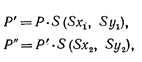 P′ = P · S (Sx₁, Sy₁),
P″ = P′ · S (Sx₂, Sy₂),